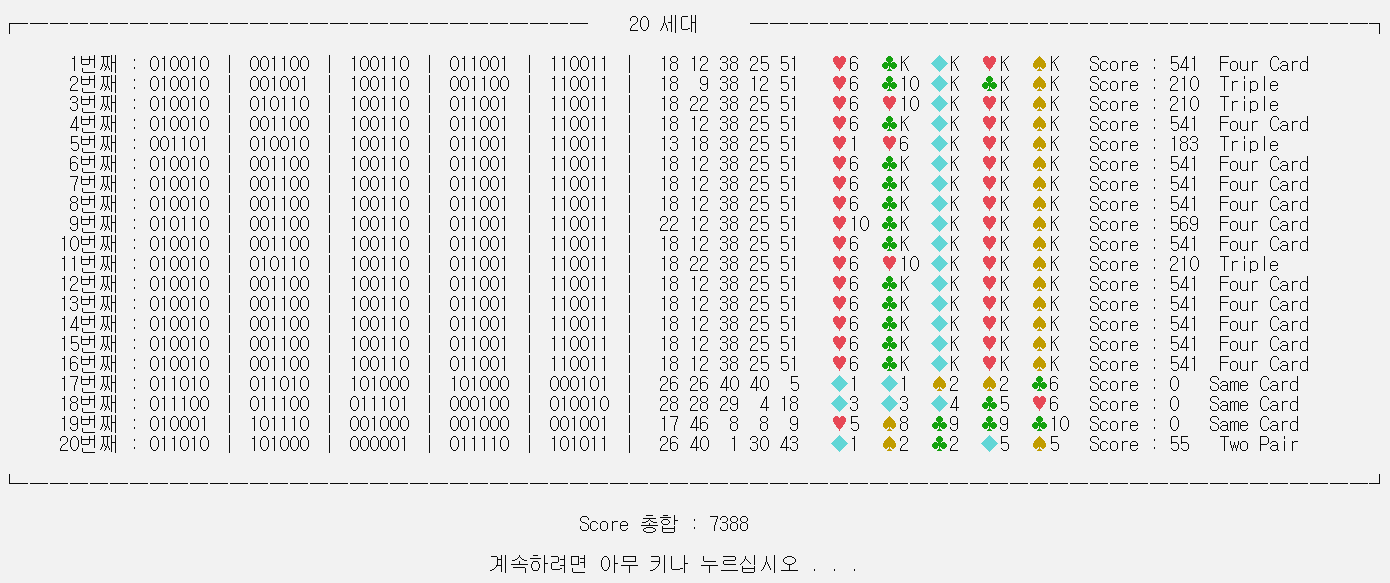 20 세대
1번째 : 010010 | 001100 | 100110 | 011001 | 110011 | 18 12 38 25 51 ♥6 ♣K ◆K ♥K ♠K Score : 541 Four Card
2번째 : 010010 | 001001 | 100110 | 001100 | 110011 | 18 9 38 12 51 ♥6 ♣10 ◆K ♣K ♠K Score : 210 Triple
3번째 : 010010 | 010110 | 100110 | 011001 | 110011 | 18 22 38 25 51 ♥6 ♥10 ◆K ♥K ♠K Score : 210 Triple
4번째 : 010010 | 001100 | 100110 | 011001 | 110011 | 18 12 38 25 51 ♥6 ♣K ◆K ♥K ♠K Score : 541 Four Card
5번째 : 001101 | 010010 | 100110 | 011001 | 110011 | 13 18 38 25 51 ♥1 ♥6 ◆K ♥K ♠K Score : 183 Triple
6번째 : 010010 | 001100 | 100110 | 011001 | 110011 | 18 12 38 25 51 ♥6 ♣K ◆K ♥K ♠K Score : 541 Four Card
7번째 : 010010 | 001100 | 100110 | 011001 | 110011 | 18 12 38 25 51 ♥6 ♣K ◆K ♥K ♠K Score : 541 Four Card
8번째 : 010010 | 001100 | 100110 | 011001 | 110011 | 18 12 38 25 51 ♥6 ♣K ◆K ♥K ♠K Score : 541 Four Card
9번째 : 010110 | 001100 | 100110 | 011001 | 110011 | 22 12 38 25 51 ♥10 ♣K ◆K ♥K ♠K Score : 569 Four Card
10번째 : 010010 | 001100 | 100110 | 011001 | 110011 | 18 12 38 25 51 ♥6 ♣K ◆K ♥K ♠K Score : 541 Four Card
11번째 : 010010 | 010110 | 100110 | 011001 | 110011 | 18 22 38 25 51 ♥6 ♥10 ◆K ♥K ♠K Score : 210 Triple
12번째 : 010010 | 001100 | 100110 | 011001 | 110011 | 18 12 38 25 51 ♥6 ♣K ◆K ♥K ♠K Score : 541 Four Card
13번째 : 010010 | 001100 | 100110 | 011001 | 110011 | 18 12 38 25 51 ♥6 ♣K ◆K ♥K ♠K Score : 541 Four Card
14번째 : 010010 | 001100 | 100110 | 011001 | 110011 | 18 12 38 25 51 ♥6 ♣K ◆K ♥K ♠K Score : 541 Four Card
15번째 : 010010 | 001100 | 100110 | 011001 | 110011 | 18 12 38 25 51 ♥6 ♣K ◆K ♥K ♠K Score : 541 Four Card
16번째 : 010010 | 001100 | 100110 | 011001 | 110011 | 18 12 38 25 51 ♥6 ♣K ◆K ♥K ♠K Score : 541 Four Card
17번째 : 011010 | 011010 | 101000 | 101000 | 000101 | 26 26 40 40 5 ◆1 ◆1 ♠2 ♠2 ♣6 Score : 0 Same Card
18번째 : 011100 | 011100 | 011101 | 000100 | 010010 | 28 28 29 4 18 ◆3 ◆3 ◆4 ♣5 ♥6 Score : 0 Same Card
19번째 : 010001 | 101110 | 001000 | 001000 | 001001 | 17 46 8 8 9 ♥5 ♠8 ♣9 ♣9 ♣10 Score : 0 Same Card
20번째 : 011010 | 101000 | 000001 | 011110 | 101011 | 26 40 1 30 43 ◆1 ♠2 ♣2 ◆5 ♠5 Score : 55 Two Pair
Score 총합 : 7388
계속하려면 아무 키나 누르십시오 . . .